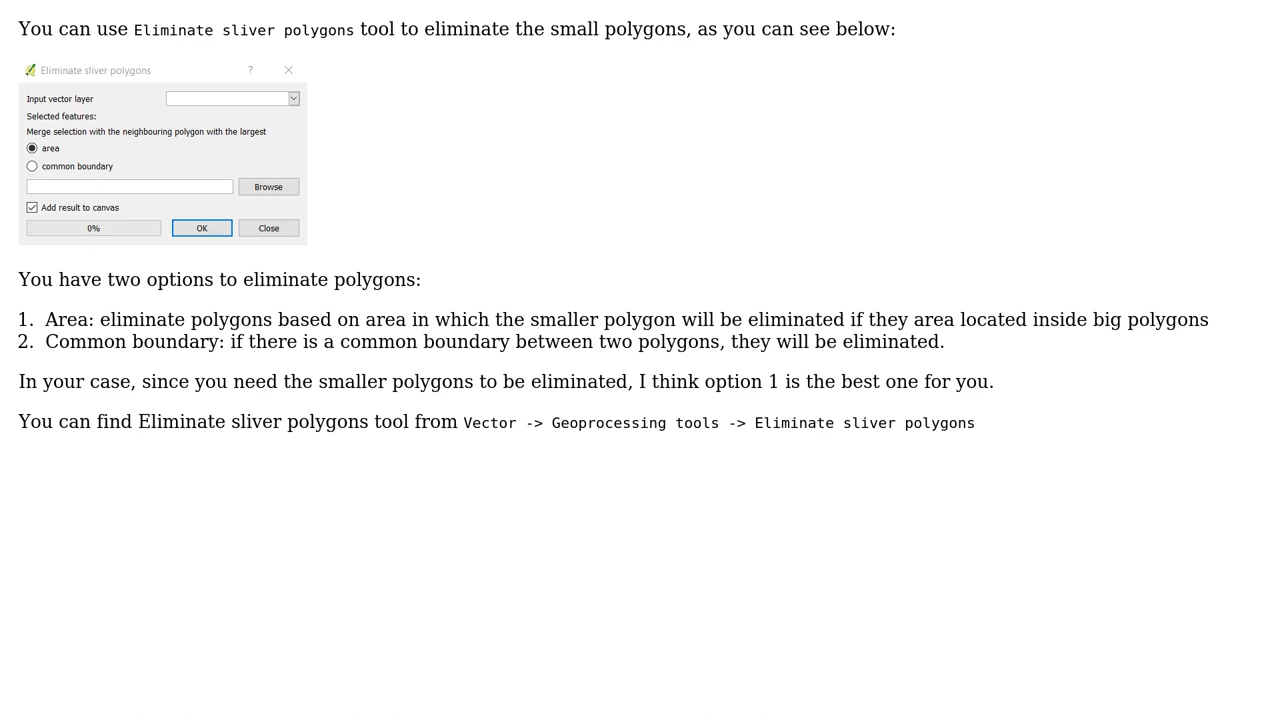 You can use Eliminate sliver polygons tool to eliminate the small polygons, as you can see below:
Eliminate sliver polygons ?
Input vector layer
Selected features:
Merge selection with the neighbouring polygon with the largest
area
common boundary
Browse
Add result to canvas
0% OK Close
You have two options to eliminate polygons:
1. Area: eliminate polygons based on area in which the smaller polygon will be eliminated if they area located inside big polygons
2. Common boundary: if there is a common boundary between two polygons, they will be eliminated.
In your case, since you need the smaller polygons to be eliminated, I think option 1 is the best one for you.
You can find Eliminate sliver polygons tool from Vector -> Geoprocessing tools -> Eliminate sliver polygons